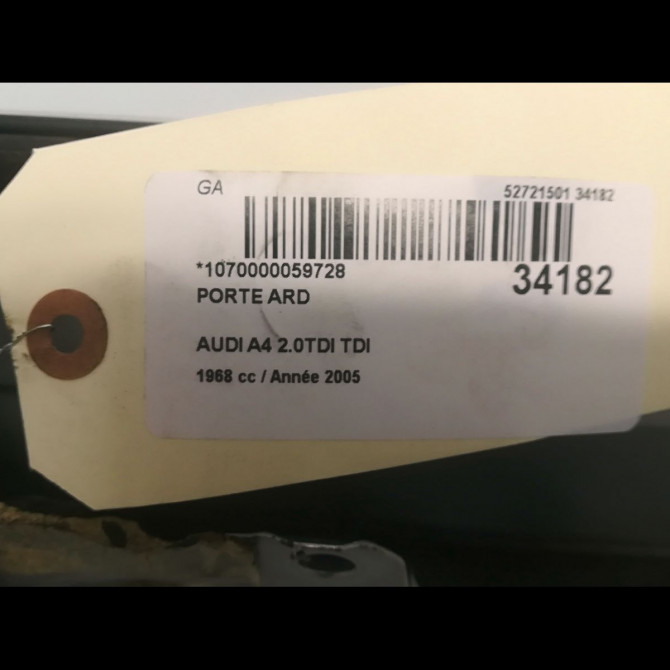 GA 52721501 34182
*1070000059728 34182
PORTE ARD
AUDI A4 2.0TDI TDI
1968 cc / Année 2005